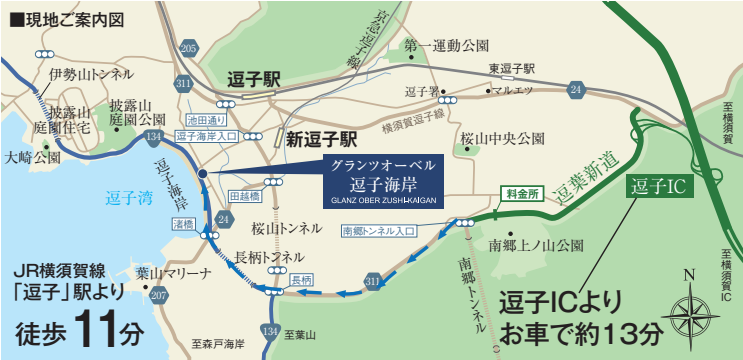 ■現地ご案内図
205
311
伊勢山トンネル
京急逗子線
第一運動公園
逗子駅
東逗子駅
24
逗子署
マルエツ
至横須賀
披露山
庭園住宅
披露山
庭園公園
池田通り
逗子海岸入口
134
新逗子駅
横須賀逗子線
桜山中央公園
大崎公園
逗子海岸
グランツオーベル
逗子海岸
GLANZ OBER ZUSHI-KAIGAN
逗葉新道
逗子IC
逗子湾
田越橋
料金所
24
渚橋
桜山トンネル
南郷トンネル入口
南郷上ノ山公園
至横須賀IC
長柄トンネル
JR横須賀線
「逗子」駅より
徒歩11分
葉山マリーナ
207
長柄
311
南郷トンネル
逗子ICより
お車で約13分
N
134
至森戸海岸
至葉山